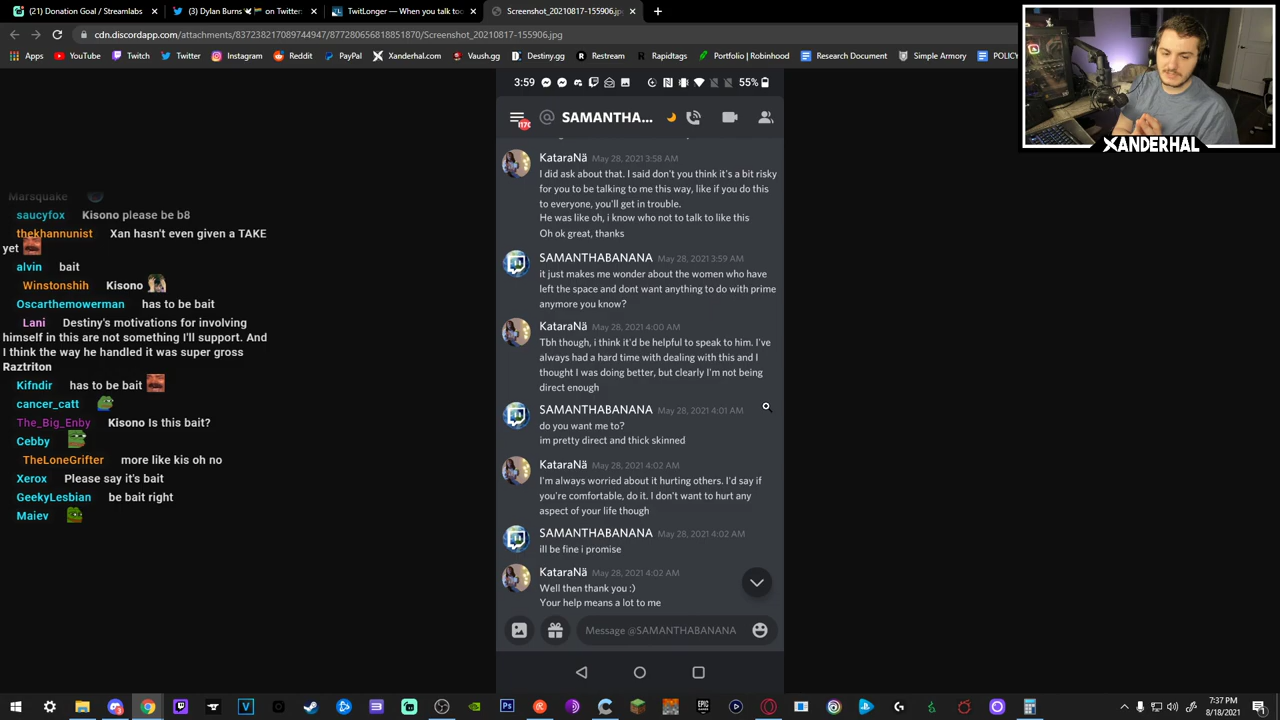 (21) Donation Goal / Streamlabs
(3) Dylan Burns on Twitter:
TwitLonger — When you talk too
Screenshot_20210817-155906.jpg
cdn.discordapp.com/attachments/837238217089744947/877280656818851870/Screenshot_20210817-155906.jpg
Apps YouTube Twitch Twitter Instagram Reddit PayPal Xanderhal.com Vaush.gg Destiny.gg Restream Rapidtags Portfolio | Robinhood Research Document Simple Armory POLIC
XANDERHAL
3:59
55%
@ SAMANTHA...
KataraNä May 28, 2021 3:58 AM
I did ask about that. I said don't you think it's a bit risky
for you to be talking to me this way, like if you do this
to everyone, you'll get in trouble.
He was like oh, i know who not to talk to like this
Oh ok great, thanks
SAMANTHABANANA May 28, 2021 3:59 AM
it just makes me wonder about the women who have
left the space and dont want anything to do with prime
anymore you know?
KataraNä May 28, 2021 4:00 AM
Tbh though, i think it'd be helpful to speak to him. I've
always had a hard time with dealing with this and I
thought I was doing better, but clearly I'm not being
direct enough
SAMANTHABANANA May 28, 2021 4:01 AM
do you want me to?
im pretty direct and thick skinned
KataraNä May 28, 2021 4:02 AM
I'm always worried about it hurting others. I'd say if
you're comfortable, do it. I don't want to hurt any
aspect of your life though
SAMANTHABANANA May 28, 2021 4:02 AM
ill be fine i promise
KataraNä May 28, 2021 4:02 AM
Well then thank you :)
Your help means a lot to me
Message @SAMANTHABANANA
Marsquake
saucyfox Kisono please be b8
thekhannunist Xan hasn't even given a TAKE
yet
alvin bait
Winstonshih Kisono
Oscarthemowerman has to be bait
Lani Destiny's motivations for involving
himself in this are not something I'll support. And
I think the way he handled it was super gross
Raztriton
Kifndir has to be bait
cancer_catt
The_Big_Enby Kisono Is this bait?
Cebby
TheLoneGrifter more like kis oh no
Xerox Please say it's bait
GeekyLesbian be bait right
Maiev
7:37 PM
8/18/2021